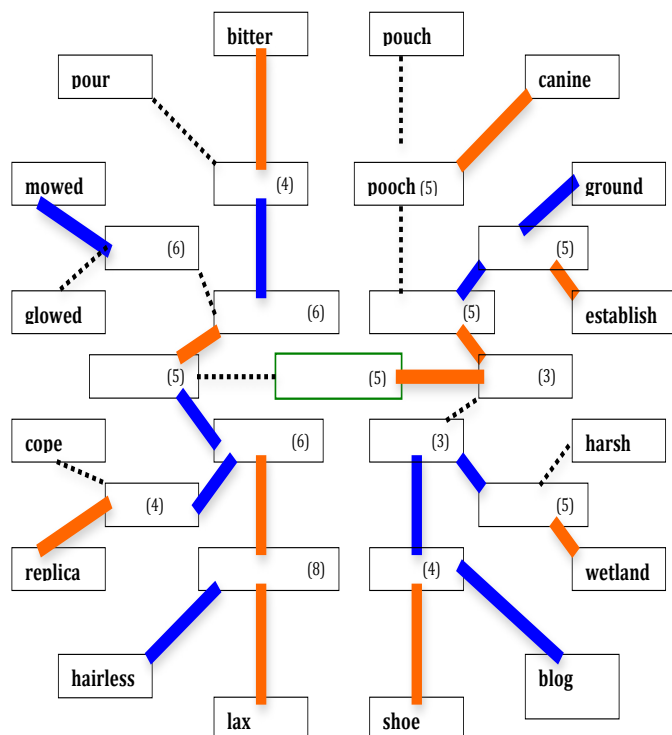 bitter
pouch
pour
canine
mowed
(4)
pooch (5)
ground
(6)
(5)
glowed
(6)
(5)
establish
(5)
(5)
(3)
cope
(6)
(3)
harsh
(4)
(5)
replica
(8)
(4)
wetland
hairless
blog
lax
shoe